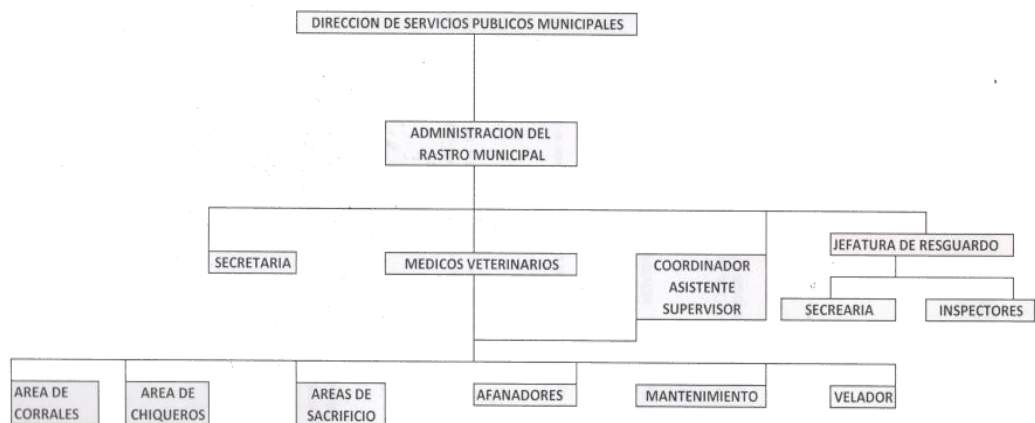 DIRECCION DE SERVICIOS PUBLICOS MUNICIPALES
ADMINISTRACION DEL
RASTRO MUNICIPAL
SECRETARIA
MEDICOS VETERINARIOS
COORDINADOR
ASISTENTE
SUPERVISOR
JEFATURA DE RESGUARDO
SECREARIA
INSPECTORES
AREA DE
CORRALES
AREA DE
CHIQUEROS
AREAS DE
SACRIFICIO
AFANADORES
MANTENIMIENTO
VELADOR